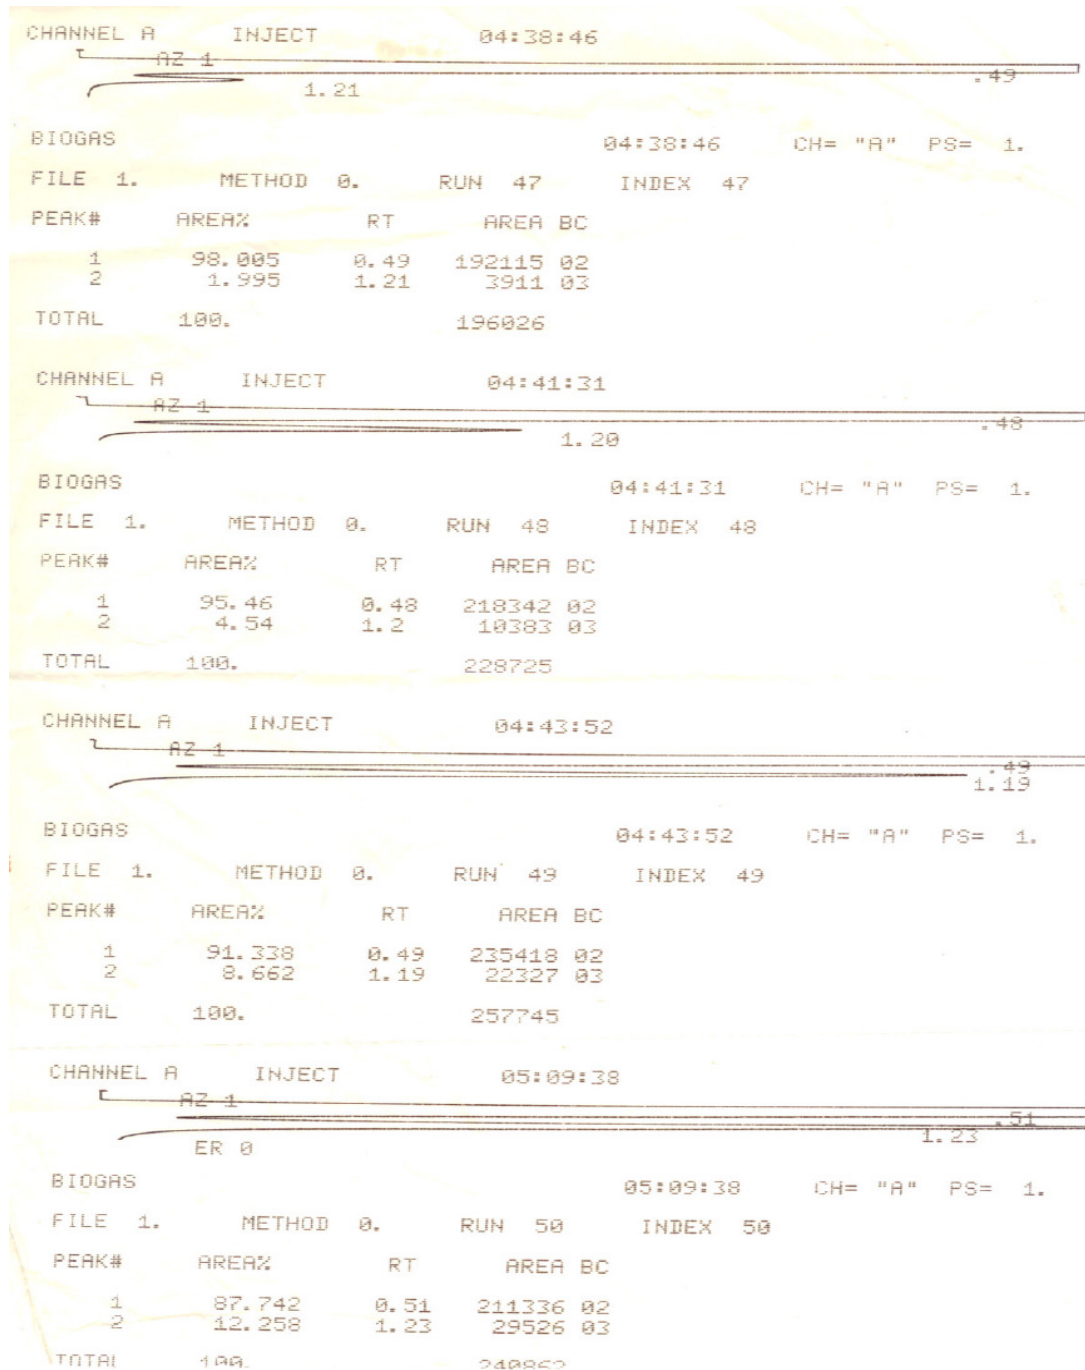 CHANNEL A INJECT 04:38:46
AZ 1
.49
1.21
BIOGAS 04:38:46 CH= "A" PS= 1.
FILE 1. METHOD 0. RUN 47 INDEX 47
PEAK# AREA% RT AREA BC
1 98.005 0.49 192115 02
2 1.995 1.21 3911 03
TOTAL 100. 196026
CHANNEL A INJECT 04:41:31
AZ 1
.48
1.20
BIOGAS 04:41:31 CH= "A" PS= 1.
FILE 1. METHOD 0. RUN 48 INDEX 48
PEAK# AREA% RT AREA BC
1 95.46 0.48 218342 02
2 4.54 1.2 10383 03
TOTAL 100. 228725
CHANNEL A INJECT 04:43:52
AZ 1
.49
1.19
BIOGAS 04:43:52 CH= "A" PS= 1.
FILE 1. METHOD 0. RUN 49 INDEX 49
PEAK# AREA% RT AREA BC
1 91.338 0.49 235418 02
2 8.662 1.19 22327 03
TOTAL 100. 257745
CHANNEL A INJECT 05:09:38
AZ 1
.51
1.23
ER 0
BIOGAS 05:09:38 CH= "A" PS= 1.
FILE 1. METHOD 0. RUN 50 INDEX 50
PEAK# AREA% RT AREA BC
1 87.742 0.51 211336 02
2 12.258 1.23 29526 03
TOTAL 100. 240862